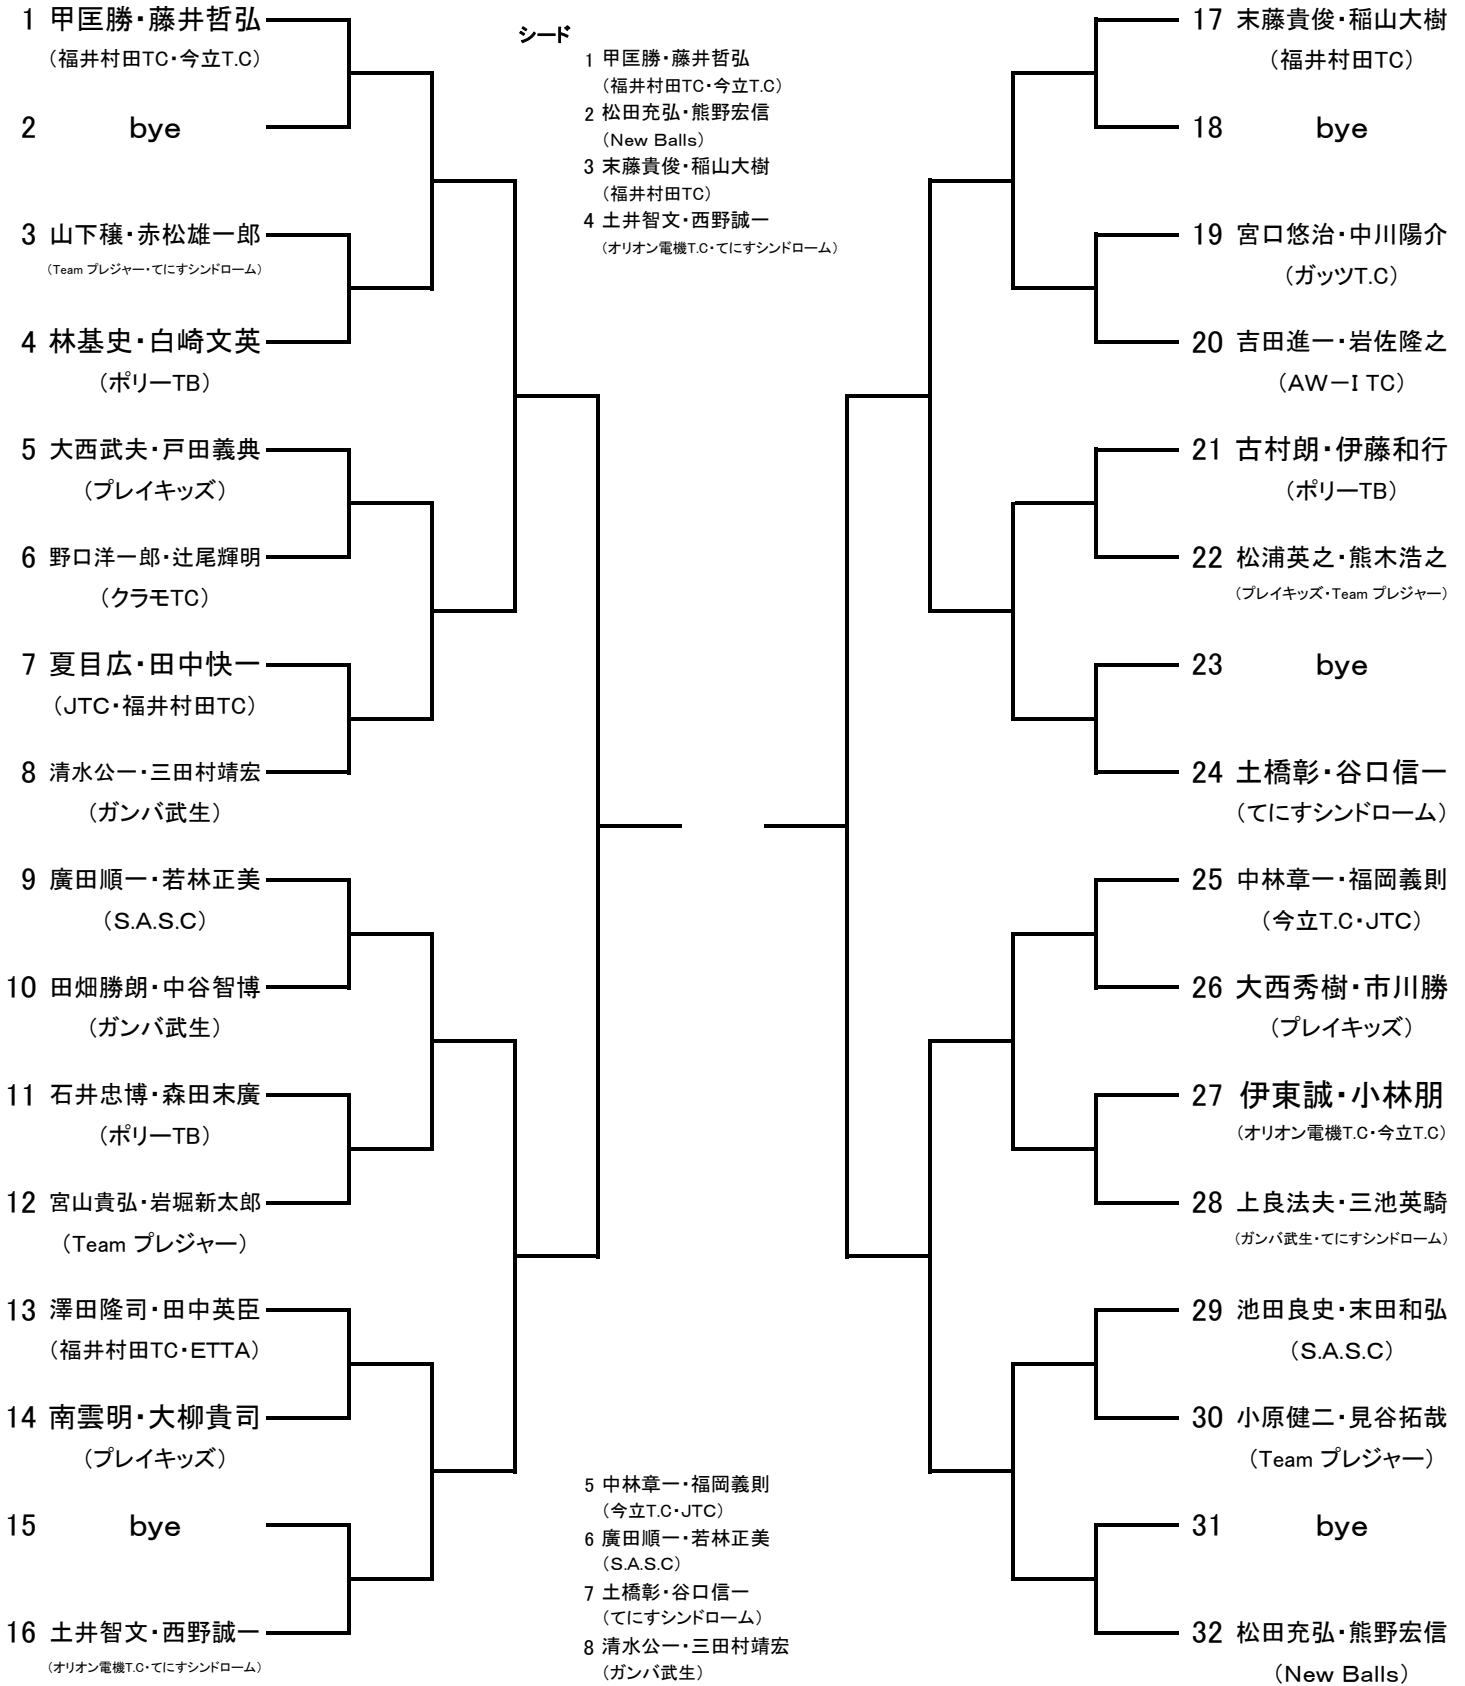 1 甲匡勝・藤井哲弘
（福井村田TC・今立T.C）
2 bye
3 山下穣・赤松雄一郎
（Team プレジャー・てにすシンドローム）
4 林基史・白崎文英
（ポリーTB）
5 大西武夫・戸田義典
（プレイキッズ）
6 野口洋一郎・辻尾輝明
（クラモTC）
7 夏目広・田中快一
（JTC・福井村田TC）
8 清水公一・三田村靖宏
（ガンバ武生）
9 廣田順一・若林正美
（S.A.S.C）
10 田畑勝朗・中谷智博
（ガンバ武生）
11 石井忠博・森田末廣
（ポリーTB）
12 宮山貴弘・岩堀新太郎
（Team プレジャー）
13 澤田隆司・田中英臣
（福井村田TC・ETTA）
14 南雲明・大柳貴司
（プレイキッズ）
15 bye
16 土井智文・西野誠一
（オリオン電機T.C・てにすシンドローム）
シード
1 甲匡勝・藤井哲弘
（福井村田TC・今立T.C）
2 松田充弘・熊野宏信
（New Balls）
3 末藤貴俊・稲山大樹
（福井村田TC）
4 土井智文・西野誠一
（オリオン電機T.C・てにすシンドローム）
5 中林章一・福岡義則
（今立T.C・JTC）
6 廣田順一・若林正美
（S.A.S.C）
7 土橋彰・谷口信一
（てにすシンドローム）
8 清水公一・三田村靖宏
（ガンバ武生）
17 末藤貴俊・稲山大樹
（福井村田TC）
18 bye
19 宮口悠治・中川陽介
（ガッツT.C）
20 吉田進一・岩佐隆之
（AW－I TC）
21 古村朗・伊藤和行
（ポリーTB）
22 松浦英之・熊木浩之
（プレイキッズ・Team プレジャー）
23 bye
24 土橋彰・谷口信一
（てにすシンドローム）
25 中林章一・福岡義則
（今立T.C・JTC）
26 大西秀樹・市川勝
（プレイキッズ）
27 伊東誠・小林朋
（オリオン電機T.C・今立T.C）
28 上良法夫・三池英騎
（ガンバ武生・てにすシンドローム）
29 池田良史・末田和弘
（S.A.S.C）
30 小原健二・見谷拓哉
（Team プレジャー）
31 bye
32 松田充弘・熊野宏信
（New Balls）